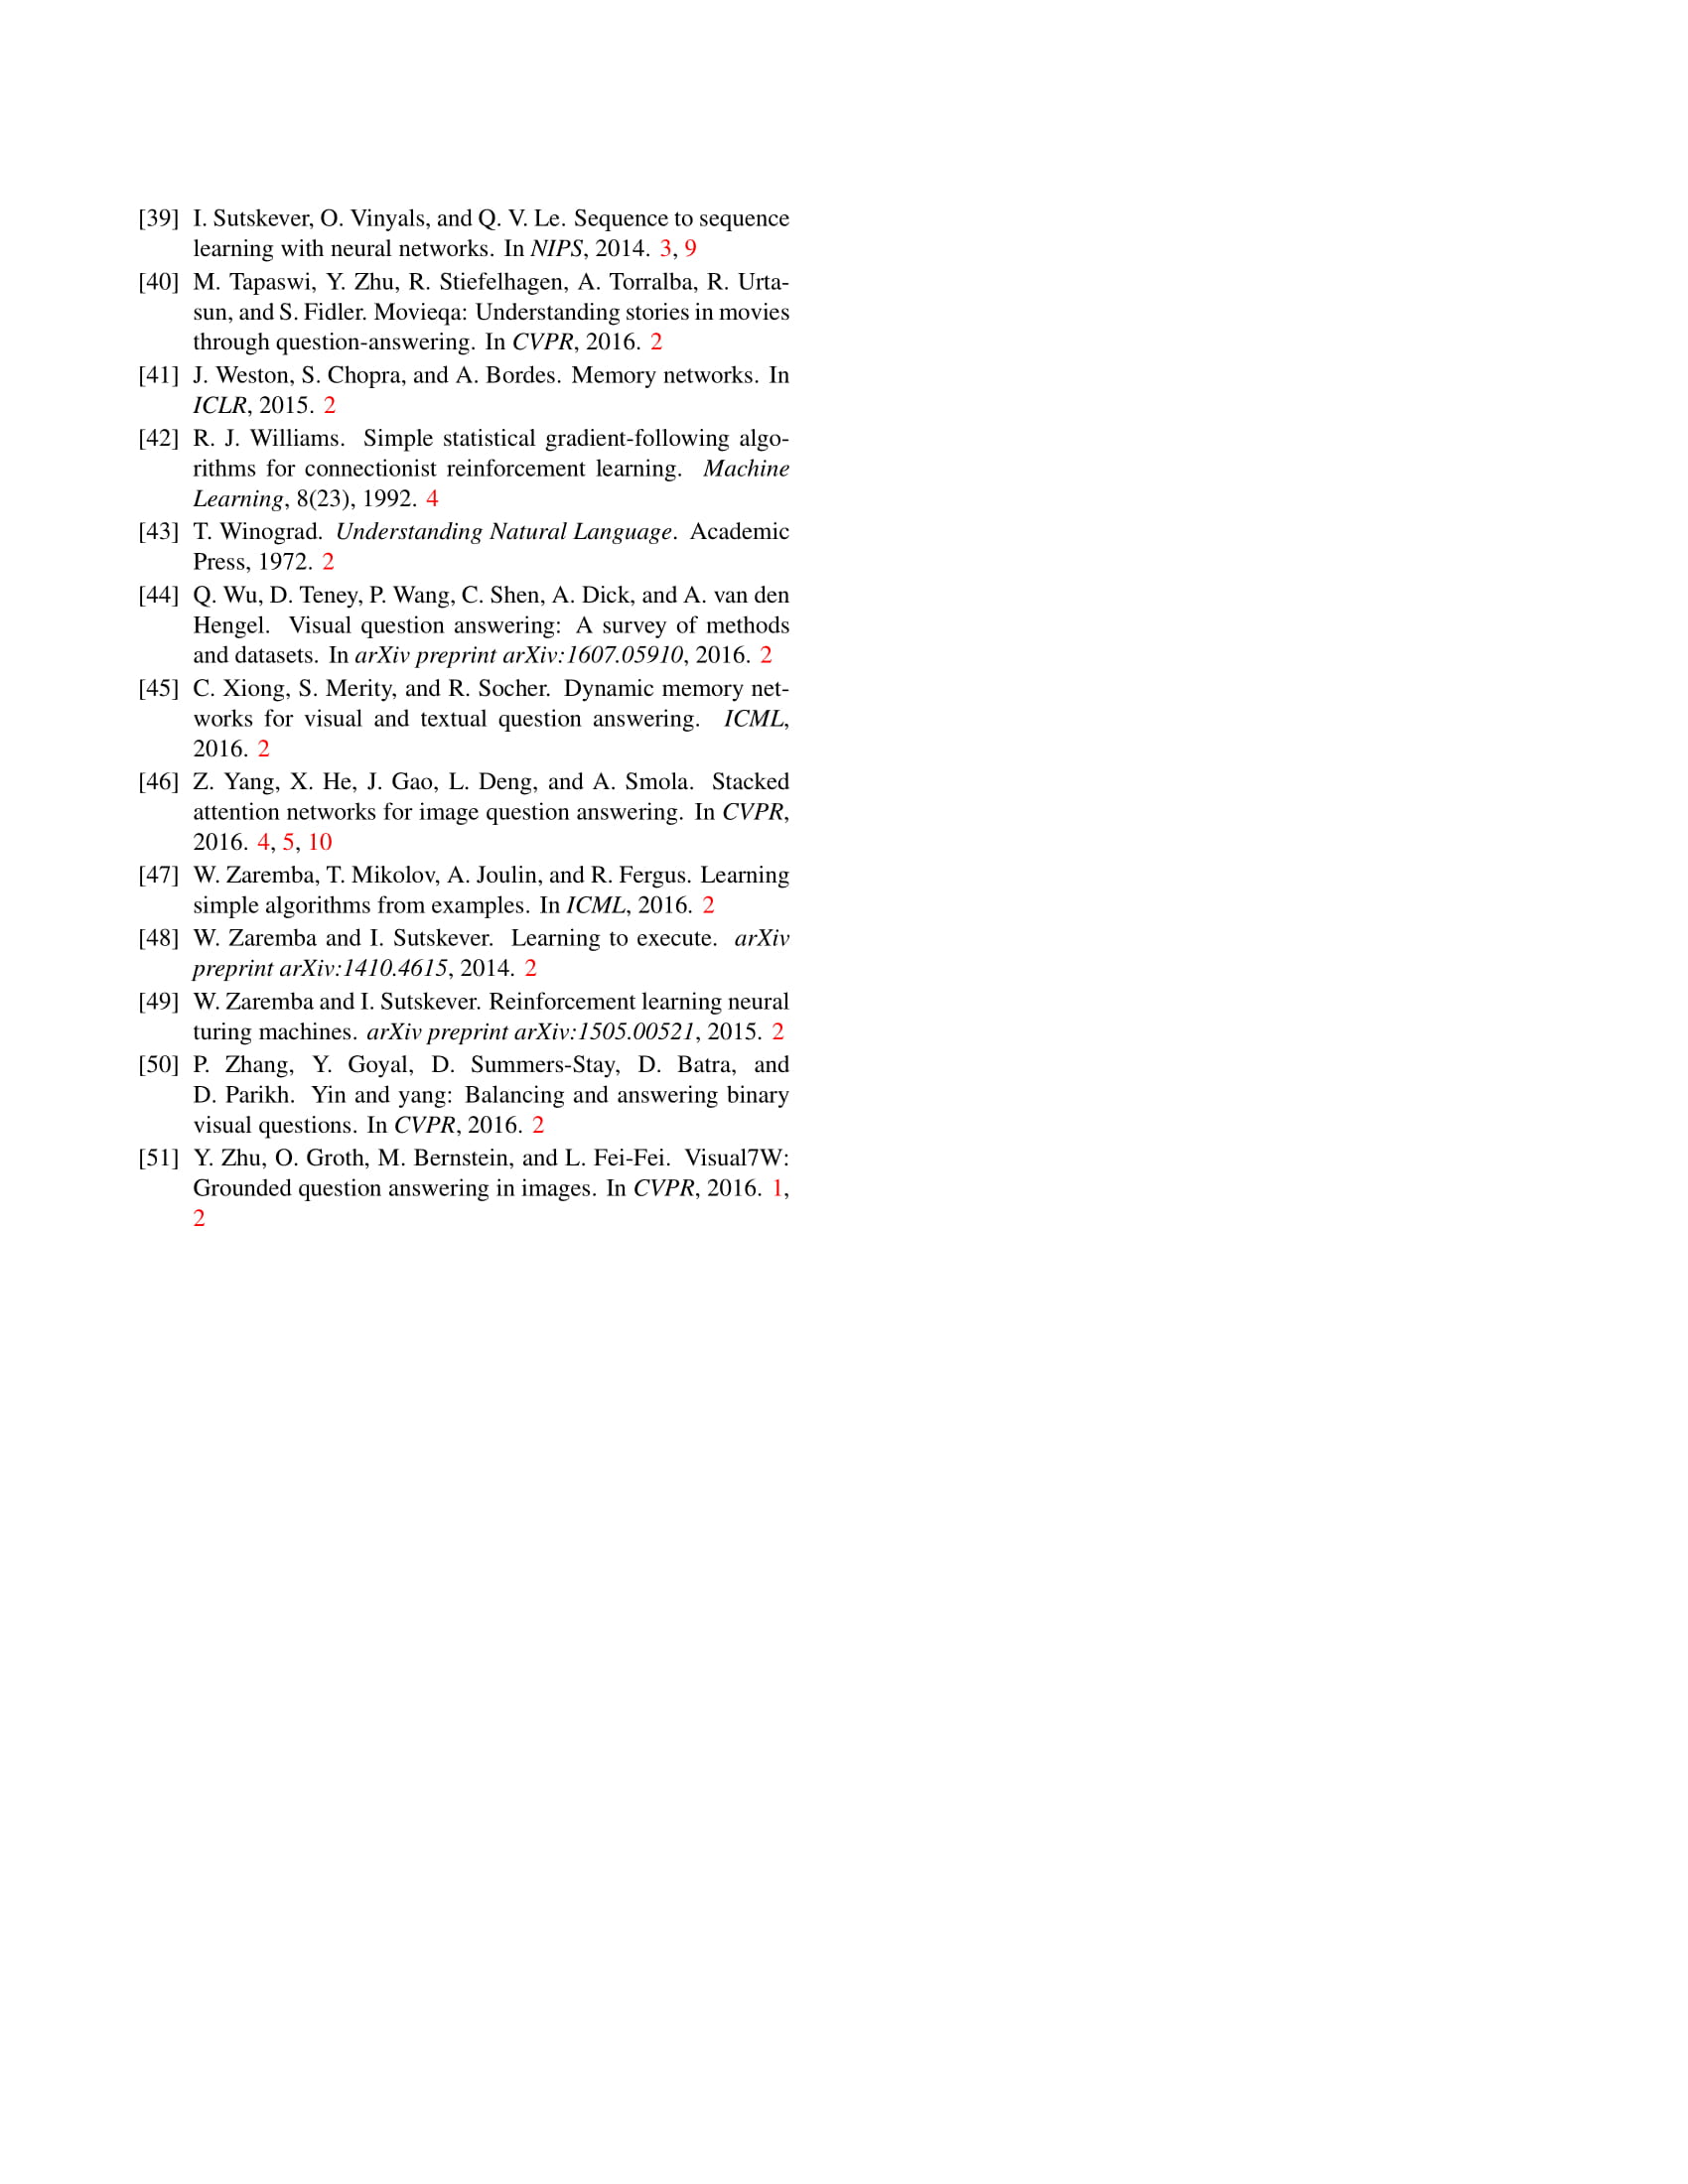 [39] I. Sutskever, O. Vinyals, and Q. V. Le. Sequence to sequence
learning with neural networks. In NIPS, 2014. 3, 9
[40] M. Tapaswi, Y. Zhu, R. Stiefelhagen, A. Torralba, R. Urta-
sun, and S. Fidler. Movieqa: Understanding stories in movies
through question-answering. In CVPR, 2016. 2
[41] J. Weston, S. Chopra, and A. Bordes. Memory networks. In
ICLR, 2015. 2
[42] R. J. Williams. Simple statistical gradient-following algo-
rithms for connectionist reinforcement learning. Machine
Learning, 8(23), 1992. 4
[43] T. Winograd. Understanding Natural Language. Academic
Press, 1972. 2
[44] Q. Wu, D. Teney, P. Wang, C. Shen, A. Dick, and A. van den
Hengel. Visual question answering: A survey of methods
and datasets. In arXiv preprint arXiv:1607.05910, 2016. 2
[45] C. Xiong, S. Merity, and R. Socher. Dynamic memory net-
works for visual and textual question answering. ICML,
2016. 2
[46] Z. Yang, X. He, J. Gao, L. Deng, and A. Smola. Stacked
attention networks for image question answering. In CVPR,
2016. 4, 5, 10
[47] W. Zaremba, T. Mikolov, A. Joulin, and R. Fergus. Learning
simple algorithms from examples. In ICML, 2016. 2
[48] W. Zaremba and I. Sutskever. Learning to execute. arXiv
preprint arXiv:1410.4615, 2014. 2
[49] W. Zaremba and I. Sutskever. Reinforcement learning neural
turing machines. arXiv preprint arXiv:1505.00521, 2015. 2
[50] P. Zhang, Y. Goyal, D. Summers-Stay, D. Batra, and
D. Parikh. Yin and yang: Balancing and answering binary
visual questions. In CVPR, 2016. 2
[51] Y. Zhu, O. Groth, M. Bernstein, and L. Fei-Fei. Visual7W:
Grounded question answering in images. In CVPR, 2016. 1,
2